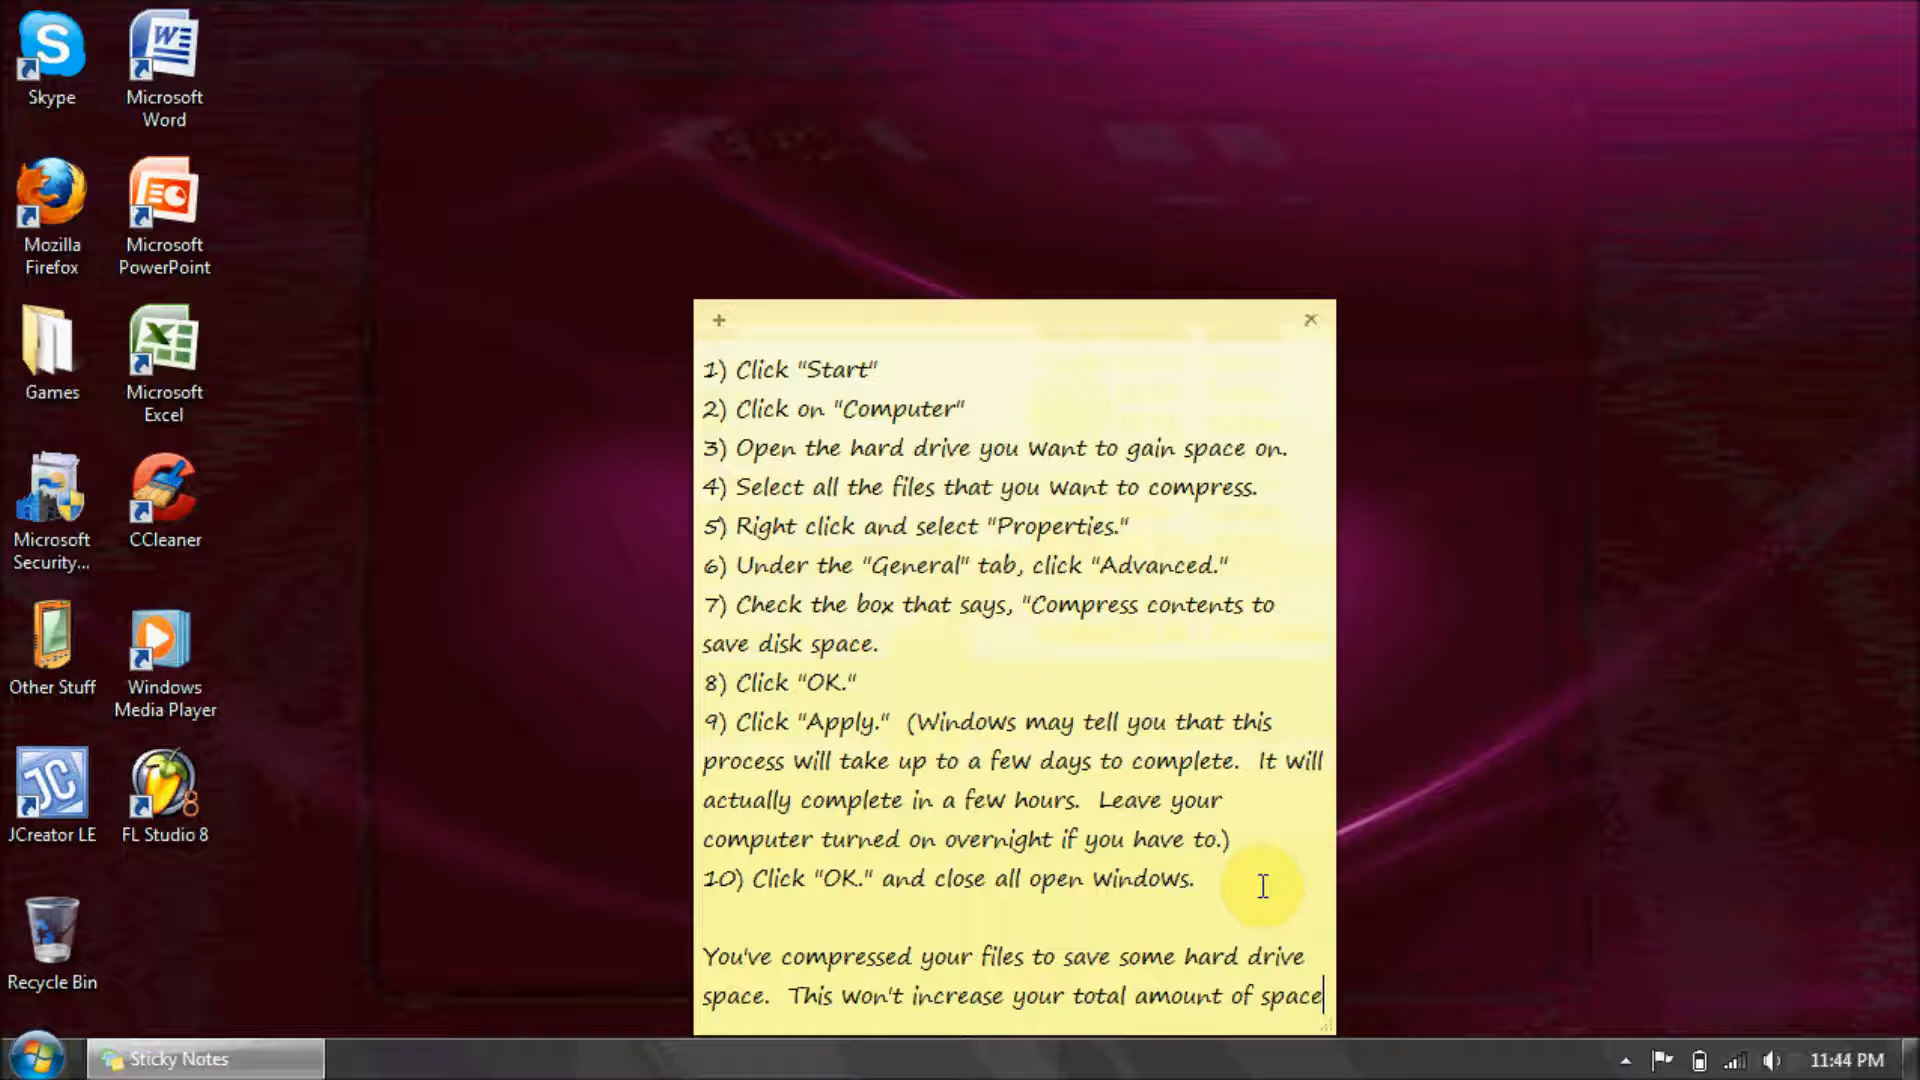 Skype
Microsoft
Word
Mozilla
Firefox
Microsoft
PowerPoint
Games
Microsoft
Excel
Microsoft
Security...
CCleaner
Other Stuff
Windows
Media Player
JCreator LE
FL Studio 8
Recycle Bin
1) Click "Start"
2) Click on "Computer"
3) Open the hard drive you want to gain space on.
4) Select all the files that you want to compress.
5) Right click and select "Properties."
6) Under the "General" tab, click "Advanced."
7) Check the box that says, "Compress contents to
save disk space.
8) Click "OK."
9) Click "Apply."  (Windows may tell you that this
process will take up to a few days to complete.  It will
actually complete in a few hours.  Leave your
computer turned on overnight if you have to.)
10) Click "OK." and close all open windows.
You've compressed your files to save some hard drive
space.  This won't increase your total amount of space
Sticky Notes
11:44 PM